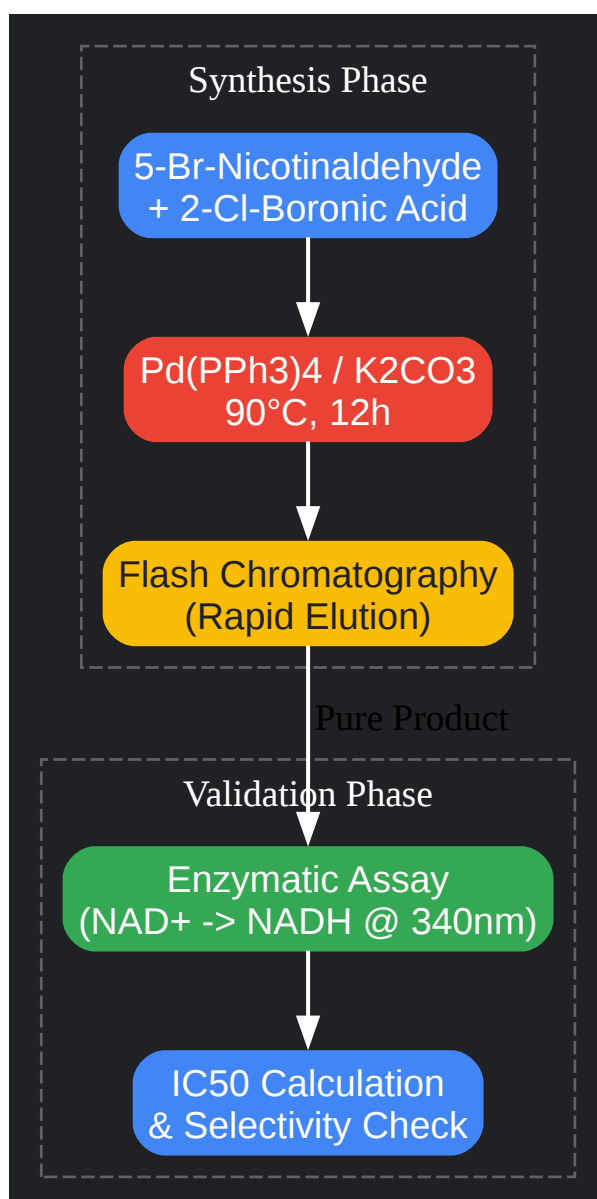 Synthesis Phase
5-Br-Nicotinaldehyde
+ 2-Cl-Boronic Acid
Pd(PPh3)4 / K2CO3
90°C, 12h
Flash Chromatography
(Rapid Elution)
Pure Product
Validation Phase
Enzymatic Assay
(NAD+ -> NADH @ 340nm)
IC50 Calculation
& Selectivity Check